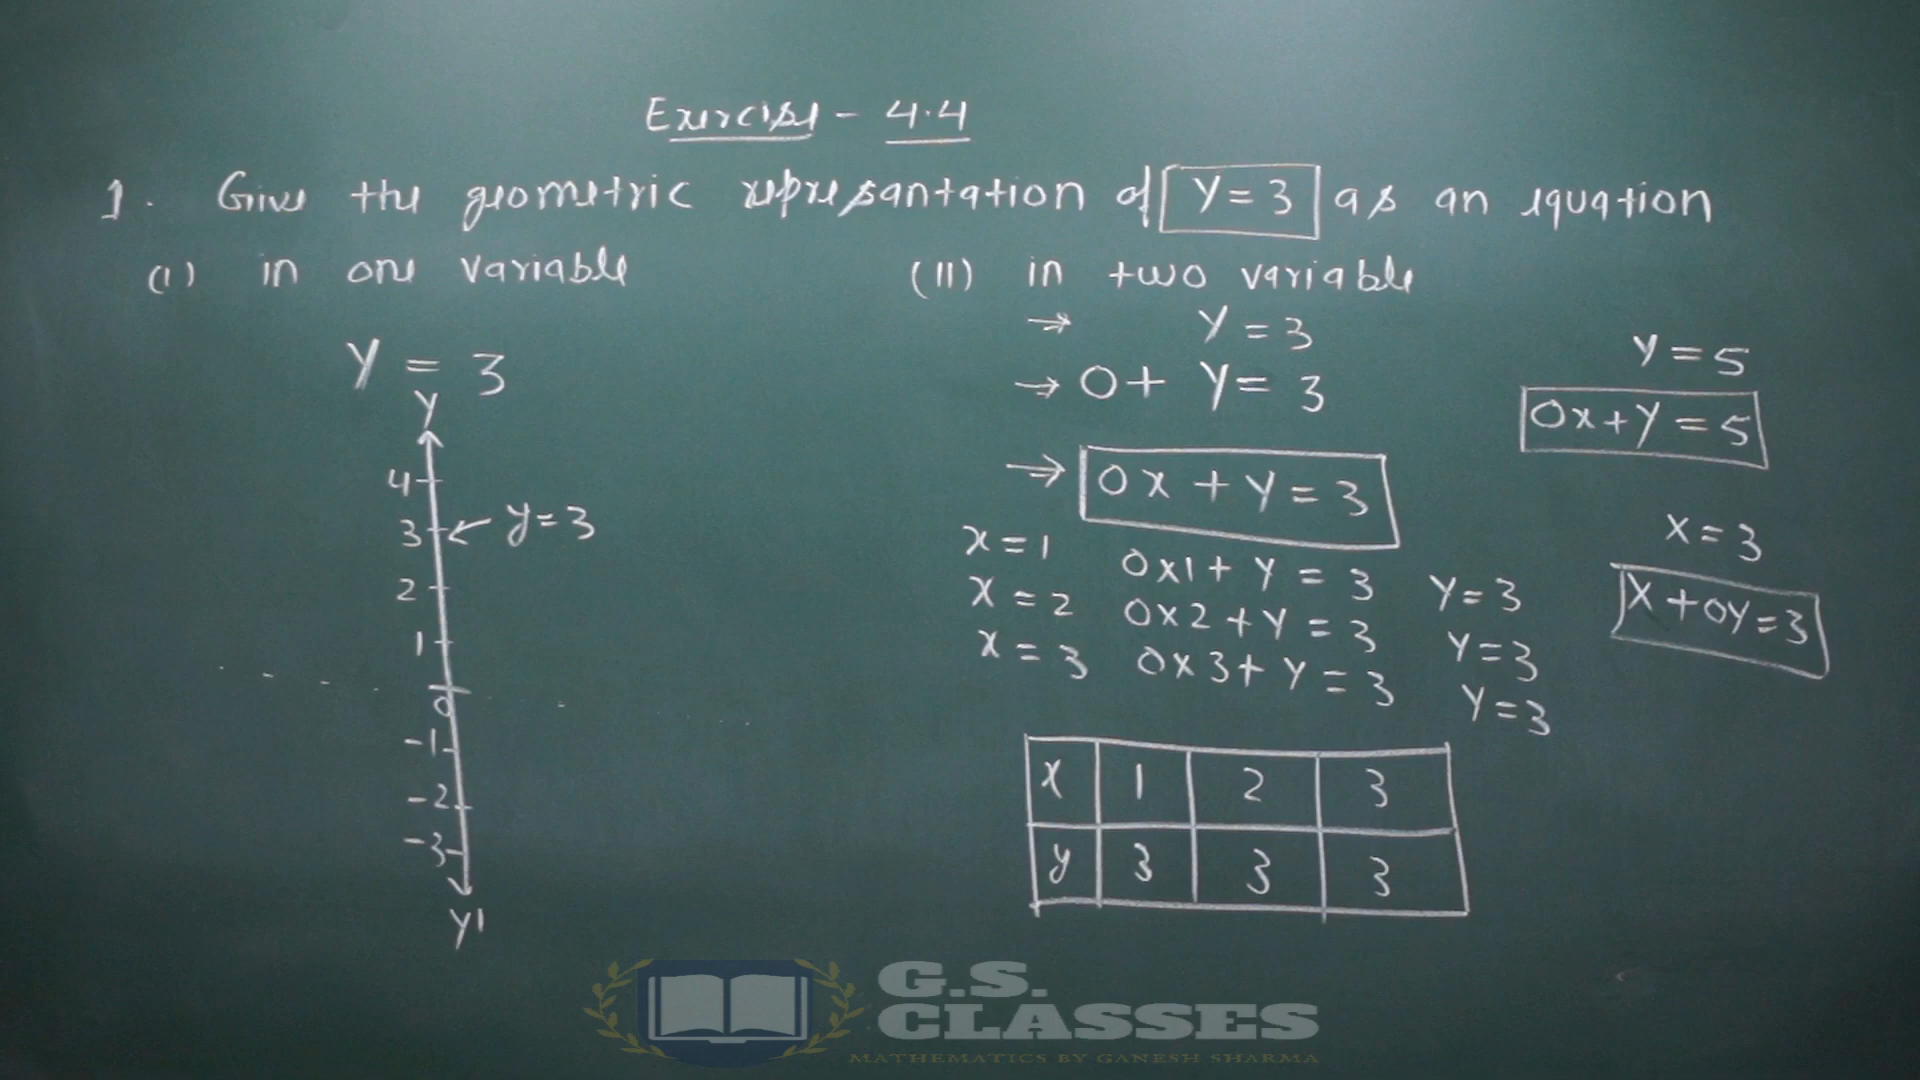 Exercise - 4.4
1. Give the geometric represantation of y = 3 as an equation
(I) in one variable
y = 3
y
4
3 ← y = 3
2
1
0
-1
-2
-3
y1
(II) in two variable
→ y = 3
→ 0 + y = 3
→ 0x + y = 3
x = 1 0x1 + y = 3 y = 3
x = 2 0x2 + y = 3 y = 3
x = 3 0x3 + y = 3 y = 3
x 1 2 3
y 3 3 3
y = 5
0x + y = 5
x = 3
x + 0y = 3
G.S.
CLASSES
MATHEMATICS BY GANESH SHARMA